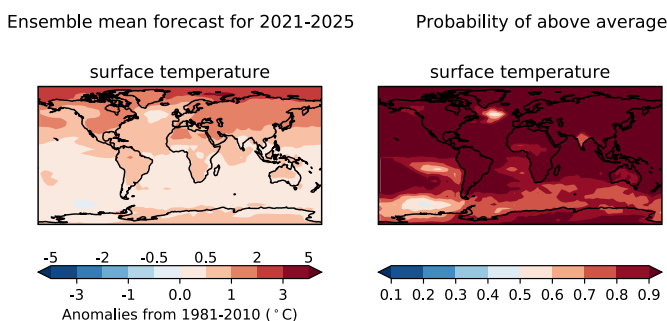 Ensemble mean forecast for 2021-2025
Probability of above average
surface temperature
surface temperature
-5 -2 -0.5 0.5 2 5
-3 -1 0.0 1 3
Anomalies from 1981-2010 (°C)
0.1 0.2 0.3 0.4 0.5 0.6 0.7 0.8 0.9